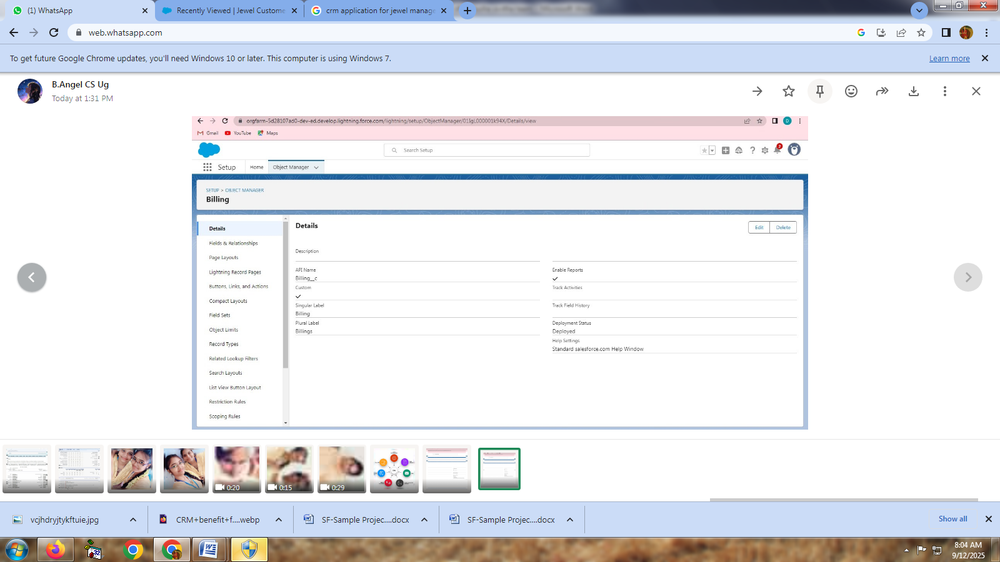 (1) WhatsApp
Recently Viewed | Jewel Custome
crm application for jewel manage
web.whatsapp.com
To get future Google Chrome updates, you'll need Windows 10 or later. This computer is using Windows 7.
Learn more
B.Angel CS Ug
Today at 1:31 PM
orgfarm-5d28107ad0-dev-ed.develop.lightning.force.com/lightning/setup/ObjectManager/01IgL000001k94X/Details/view
Gmail
YouTube
Maps
Search Setup
2
Setup
Home
Object Manager
SETUP > OBJECT MANAGER
Billing
Details
Fields & Relationships
Page Layouts
Lightning Record Pages
Buttons, Links, and Actions
Compact Layouts
Field Sets
Object Limits
Record Types
Related Lookup Filters
Search Layouts
List View Button Layout
Restriction Rules
Scoping Rules
Details
Edit
Delete
Description
API Name
Billing__c
Custom
Singular Label
Billing
Plural Label
Billings
Enable Reports
Track Activities
Track Field History
Deployment Status
Deployed
Help Settings
Standard salesforce.com Help Window
0:20
0:15
0:29
vcjhdryjtykftuie.jpg
CRM+benefit+f....webp
SF-Sample Projec....docx
SF-Sample Projec....docx
Show all
8:04 AM
9/12/2025